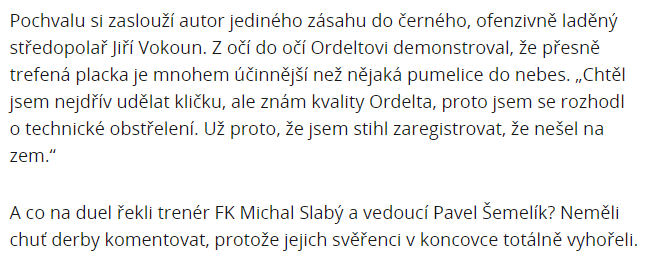 Pochvalu si zaslouží autor jediného zásahu do černého, ofenzivně laděný
středopolař Jiří Vokoun. Z očí do očí Ordeltovi demonstroval, že přesně
trefená placka je mnohem účinnější než nějaká pumelice do nebes. „Chtěl
jsem nejdřív udělat kličku, ale znám kvality Ordelta, proto jsem se rozhodl
o technické obstřelení. Už proto, že jsem stihl zaregistrovat, že nešel na
zem.“
A co na duel řekli trenér FK Michal Slabý a vedoucí Pavel Šemelík? Neměli
chuť derby komentovat, protože jejich svěřenci v koncovce totálně vyhořeli.